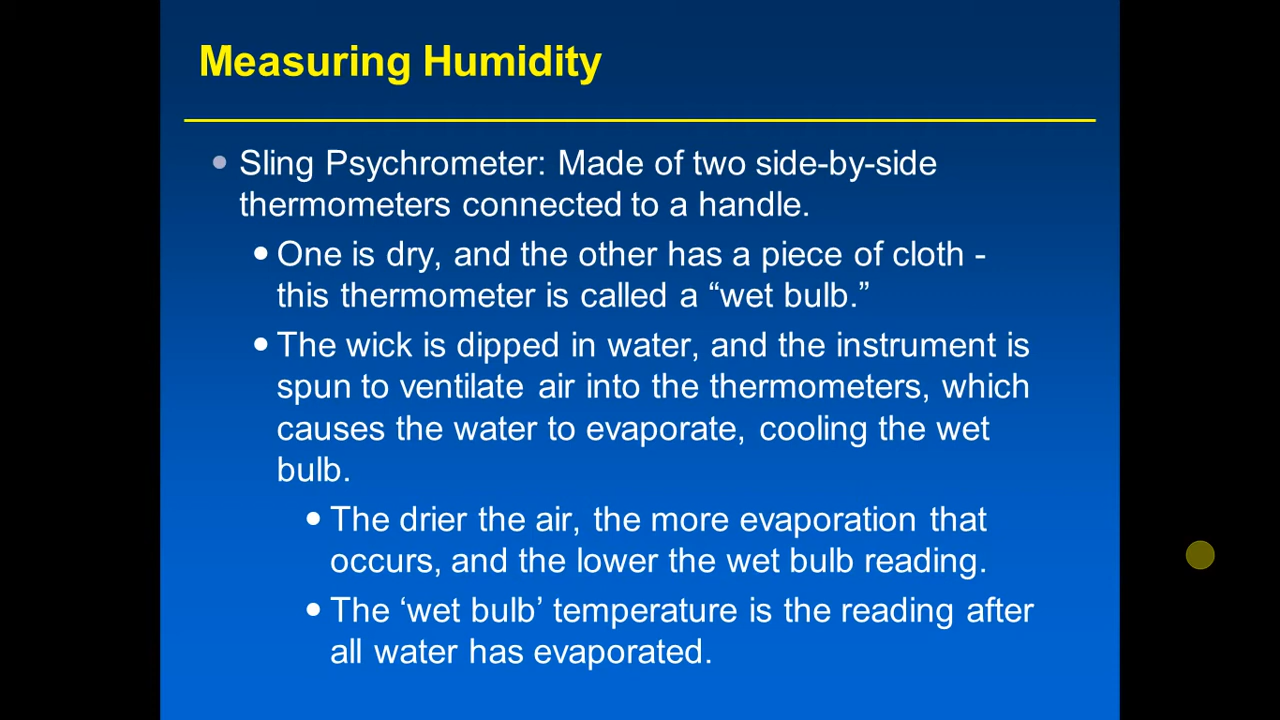 Measuring Humidity
Sling Psychrometer: Made of two side-by-side
thermometers connected to a handle.
One is dry, and the other has a piece of cloth -
this thermometer is called a “wet bulb.”
The wick is dipped in water, and the instrument is
spun to ventilate air into the thermometers, which
causes the water to evaporate, cooling the wet
bulb.
The drier the air, the more evaporation that
occurs, and the lower the wet bulb reading.
The ‘wet bulb’ temperature is the reading after
all water has evaporated.